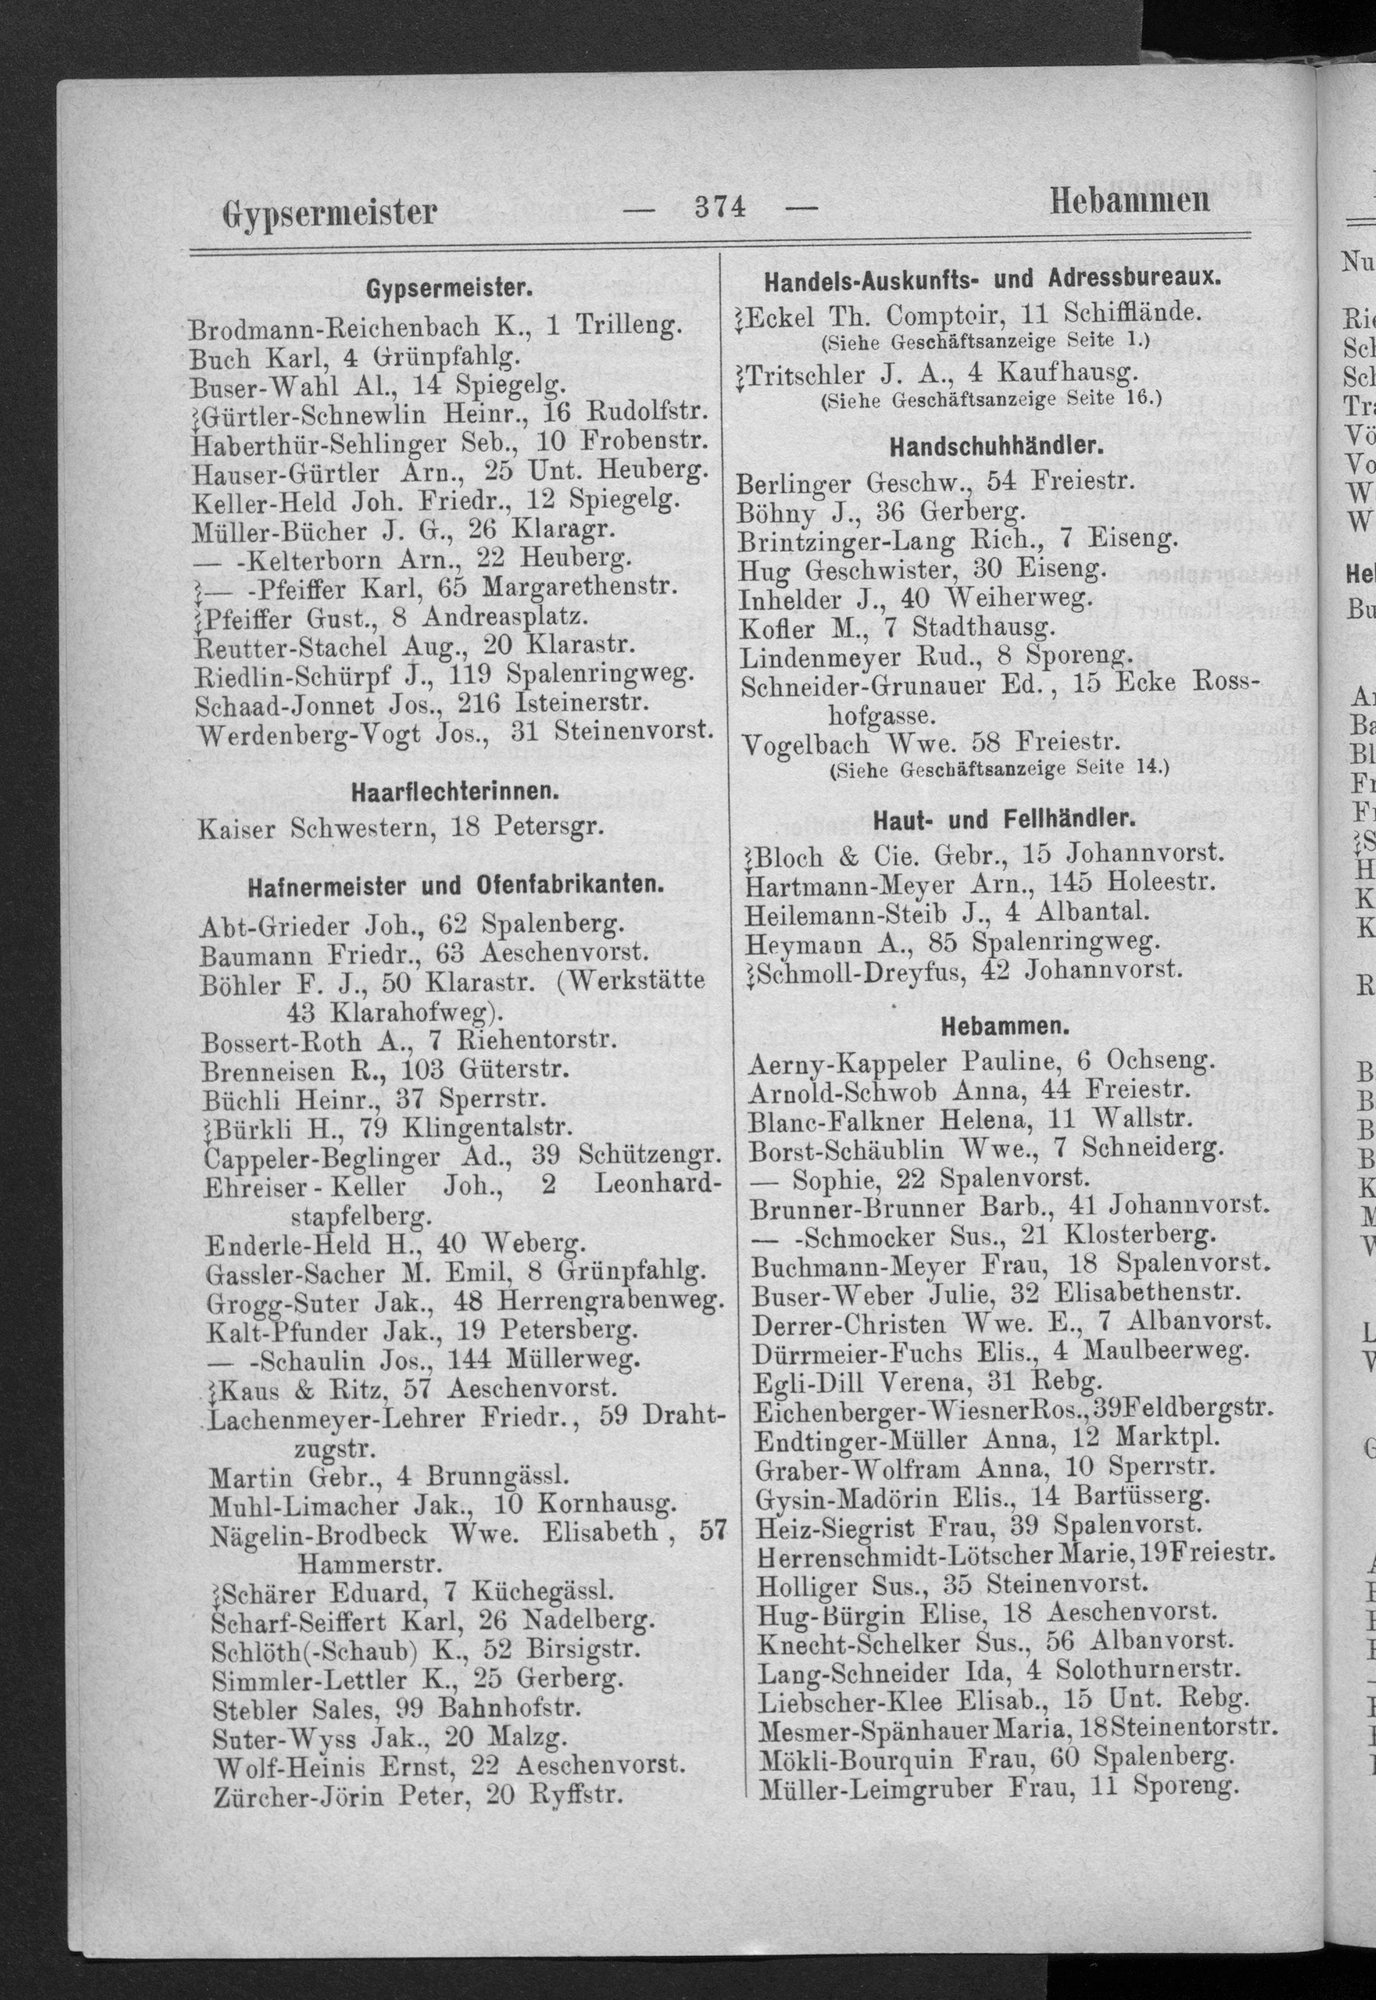 Gypsermeister — 374 — Hebammen
Gypsermeister.
Brodmann-Reichenbach K., 1 Trilleng.
Buch Karl, 4 Grünpfahlg.
Buser-Wahl Al., 14 Spiegelg.
⸾Gürtler-Schnewlin Heinr., 16 Rudolfstr.
Haberthür-Sehlinger Seb., 10 Frobenstr.
Hauser-Gürtler Arn., 25 Unt. Heuberg.
Keller-Held Joh. Friedr., 12 Spiegelg.
Müller-Bücher J. G., 26 Klaragr.
— -Kelterborn Arn., 22 Heuberg.
⸾— -Pfeiffer Karl, 65 Margarethenstr.
⸾Pfeiffer Gust., 8 Andreasplatz.
Reutter-Stachel Aug., 20 Klarastr.
Riedlin-Schürpf J., 119 Spalenringweg.
Schaad-Jonnet Jos., 216 Isteinerstr.
Werdenberg-Vogt Jos., 31 Steinenvorst.
Haarflechterinnen.
Kaiser Schwestern, 18 Petersgr.
Hafnermeister und Ofenfabrikanten.
Abt-Grieder Joh., 62 Spalenberg.
Baumann Friedr., 63 Aeschenvorst.
Böhler F. J., 50 Klarastr. (Werkstätte
43 Klarahofweg).
Bossert-Roth A., 7 Riehentorstr.
Brenneisen R., 103 Güterstr.
Büchli Heinr., 37 Sperrstr.
⸾Bürkli H., 79 Klingentalstr.
Cappeler-Beglinger Ad., 39 Schützengr.
Ehreiser-Keller Joh., 2 Leonhard-
stapfelberg.
Enderle-Held H., 40 Weberg.
Gassler-Sacher M. Emil, 8 Grünpfahlg.
Grogg-Suter Jak., 48 Herrengrabenweg.
Kalt-Pfunder Jak., 19 Petersberg.
— -Schaulin Jos., 144 Müllerweg.
⸾Kaus & Ritz, 57 Aeschenvorst.
Lachenmeyer-Lehrer Friedr., 59 Draht-
zugstr.
Martin Gebr., 4 Brunngässl.
Muhl-Limacher Jak., 10 Kornhausg.
Nägelin-Brodbeck Wwe. Elisabeth, 57
Hammerstr.
⸾Schärer Eduard, 7 Küchegässl.
Scharf-Seiffert Karl, 26 Nadelberg.
Schlöth(-Schaub) K., 52 Birsigstr.
Simmler-Lettler K., 25 Gerberg.
Stebler Sales, 99 Bahnhofstr.
Suter-Wyss Jak., 20 Malzg.
Wolf-Heinis Ernst, 22 Aeschenvorst.
Zürcher-Jörin Peter, 20 Ryffstr.
Handels-Auskunfts- und Adressbureaux.
⸾Eckel Th. Comptoir, 11 Schifflände.
(Siehe Geschäftsanzeige Seite 1.)
⸾Tritschler J. A., 4 Kaufhausg.
(Siehe Geschäftsanzeige Seite 16.)
Handschuhhändler.
Berlinger Geschw., 54 Freiestr.
Böhny J., 36 Gerberg.
Brintzinger-Lang Rich., 7 Eiseng.
Hug Geschwister, 30 Eiseng.
Inhelder J., 40 Weiherweg.
Kofler M., 7 Stadthausg.
Lindenmeyer Rud., 8 Sporeng.
Schneider-Grunauer Ed., 15 Ecke Ross-
hofgasse.
Vogelbach Wwe. 58 Freiestr.
(Siehe Geschäftsanzeige Seite 14.)
Haut- und Fellhändler.
⸾Bloch & Cie. Gebr., 15 Johannvorst.
Hartmann-Meyer Arn., 145 Holeestr.
Heilemann-Steib J., 4 Albantal.
Heymann A., 85 Spalenringweg.
⸾Schmoll-Dreyfus, 42 Johannvorst.
Hebammen.
Aerny-Kappeler Pauline, 6 Ochseng.
Arnold-Schwob Anna, 44 Freiestr.
Blanc-Falkner Helena, 11 Wallstr.
Borst-Schäublin Wwe., 7 Schneiderg.
— Sophie, 22 Spalenvorst.
Brunner-Brunner Barb., 41 Johannvorst.
— -Schmocker Sus., 21 Klosterberg.
Buchmann-Meyer Frau, 18 Spalenvorst.
Buser-Weber Julie, 32 Elisabethenstr.
Derrer-Christen Wwe. E., 7 Albanvorst.
Dürrmeier-Fuchs Elis., 4 Maulbeerweg.
Egli-Dill Verena, 31 Rebg.
Eichenberger-Wiesner Ros., 39 Feldbergstr.
Endtinger-Müller Anna, 12 Marktpl.
Graber-Wolfram Anna, 10 Sperrstr.
Gysin-Madörin Elis., 14 Bartüsserg.
Heiz-Siegrist Frau, 39 Spalenvorst.
Herrenschmidt-Lötscher Marie, 19 Freiestr.
Holliger Sus., 35 Steinenvorst.
Hug-Bürgin Elise, 18 Aeschenvorst.
Knecht-Schelker Sus., 56 Albanvorst.
Lang-Schneider Ida, 4 Solothurnerstr.
Liebscher-Klee Elisab., 15 Unt. Rebg.
Mesmer-Spänhauer Maria, 18 Steinentorstr.
Mökli-Bourquin Frau, 60 Spalenberg.
Müller-Leimgruber Frau, 11 Sporeng.